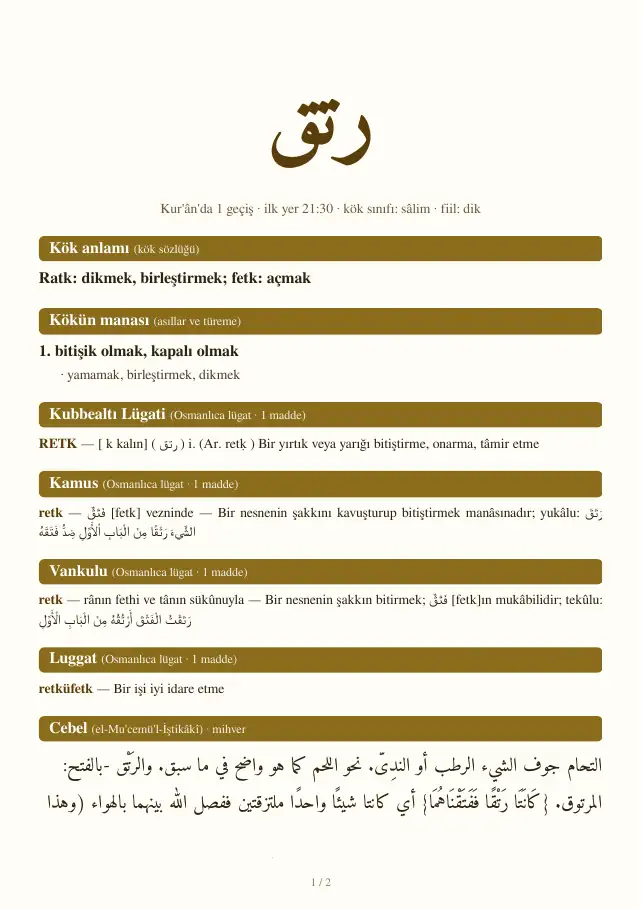 رتق
Kur'ân'da 1 geçiş · ilk yer 21:30 · kök sınıfı: sâlim · fiil: dik
Kök anlamı (kök sözlüğü)
Ratk: dikmek, birleştirmek; fetk: açmak
Kökün manası (asıllar ve türeme)
1. bitişik olmak, kapalı olmak
· yamamak, birleştirmek, dikmek
Kubbealtı Lügati (Osmanlıca lügat · 1 madde)
RETK — [ k kalın] ( رتق ) i. (Ar. retḳ ) Bir yırtık veya yarığı bitiştirme, onarma, tâmir etme
Kamus (Osmanlıca lügat · 1 madde)
retk — فَتْقٌ [fetk] vezninde — Bir nesnenin şakkını kavuşturup bitiştirmek manâsınadır; yukâlu: رَتَقَ
الشَّيْءَ رَتْقًا مِنَ الْبَابِ الْأَوَّلِ ضِدُّ فَتَقَهُ
Vankulu (Osmanlıca lügat · 1 madde)
retk — rânın fethi ve tânın sükûnuyla — Bir nesnenin şakkın bitirmek; فَتْقٌ [fetk]ın mukâbilidir; tekûlu:
رَتَقْتُ الْفَتْقَ أَرْتُقُهُ مِنَ الْبَابِ الْأَوَّلِ
Luggat (Osmanlıca lügat · 1 madde)
retküfetk — Bir işi iyi idare etme
Cebel (el-Mu'cemü'l-İştikâkî) · mihver
التحام جوف الشيء الرطب أو الندِيّ. نحو اللحم كما هو واضح في ما سبق. والرَتْق -بالفتح:
المرتوق. {كَانَتَا رَتْقًا فَفَتَقْنَاهُمَا} أي كانتا شيئًا واحدًا ملتزقتين ففصل الله بينهما بالهواء (وهذا
1 / 2